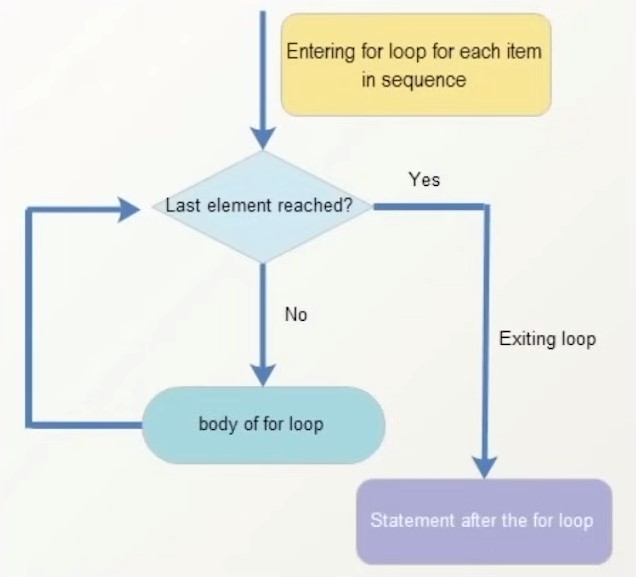 Entering for loop for each item
in sequence
Last element reached?
Yes
No
Exiting loop
body of for loop
Statement after the for loop